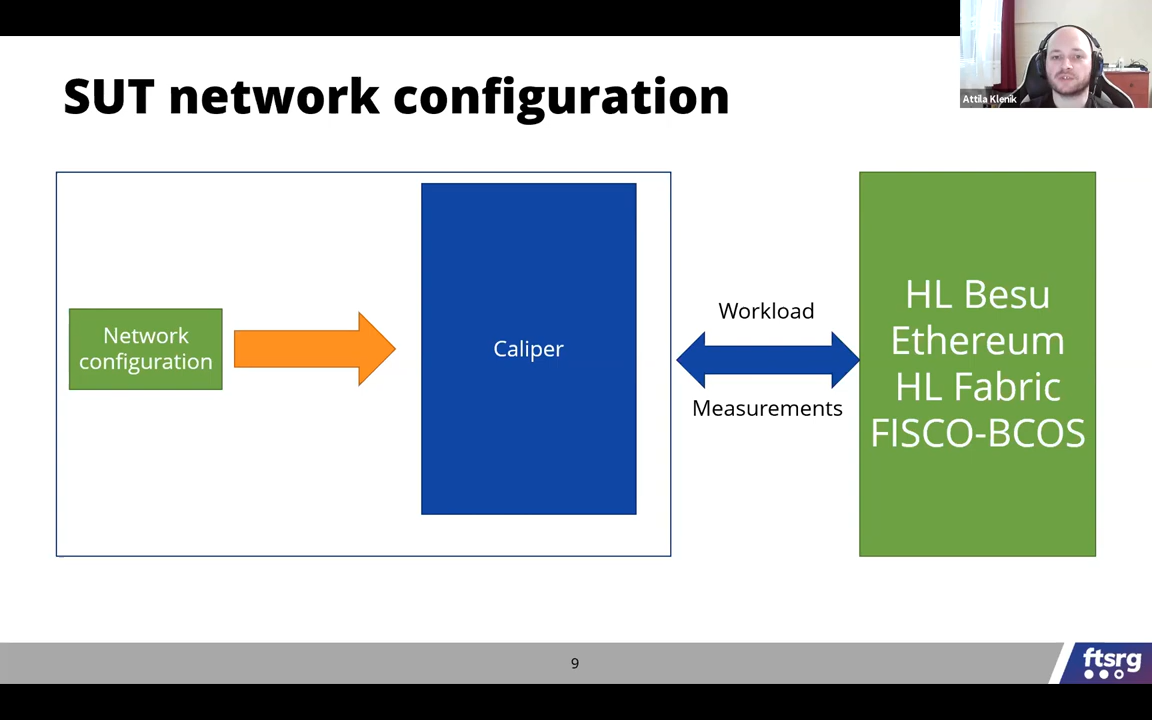 SUT network configuration
Attila Klenik
Network
configuration
Caliper
Workload
Measurements
HL Besu
Ethereum
HL Fabric
FISCO-BCOS
9
ftsrg